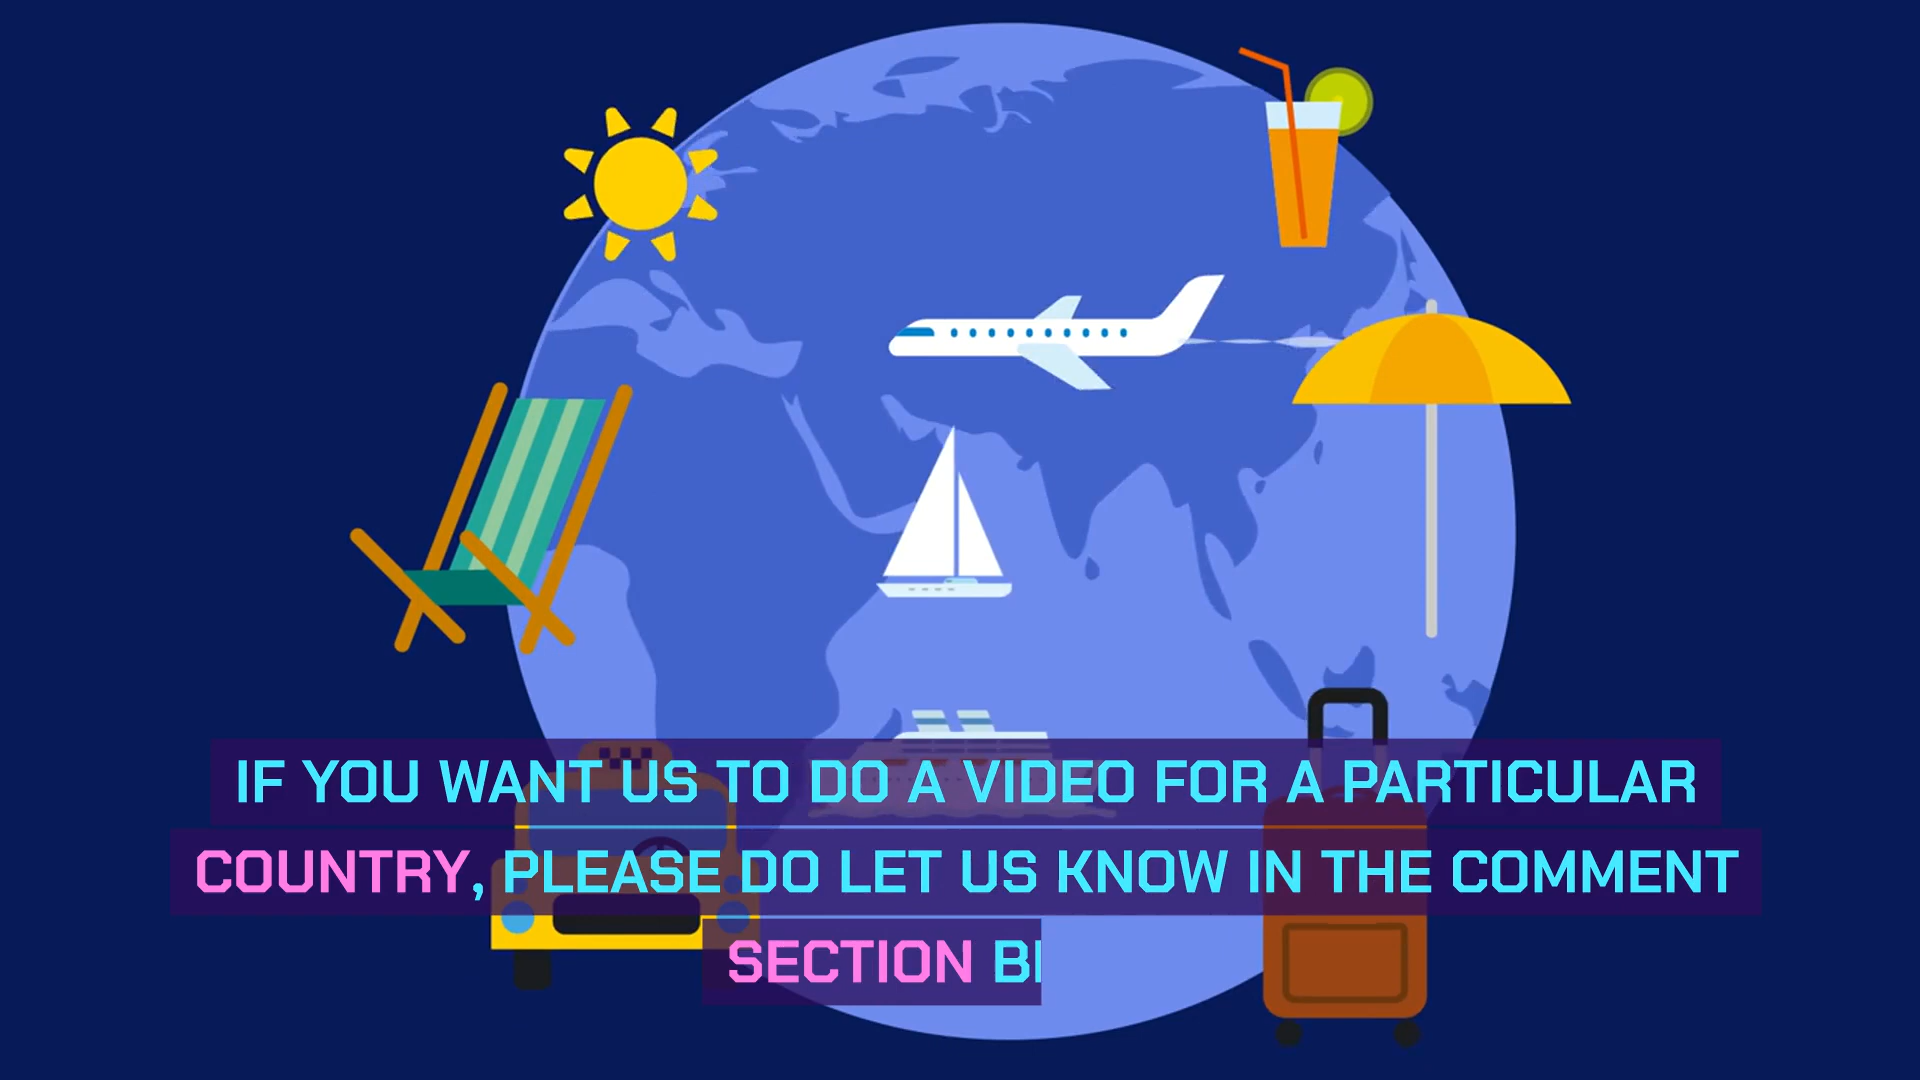 IF YOU WANT US TO DO A VIDEO FOR A PARTICULAR
COUNTRY, PLEASE DO LET US KNOW IN THE COMMENT
SECTION